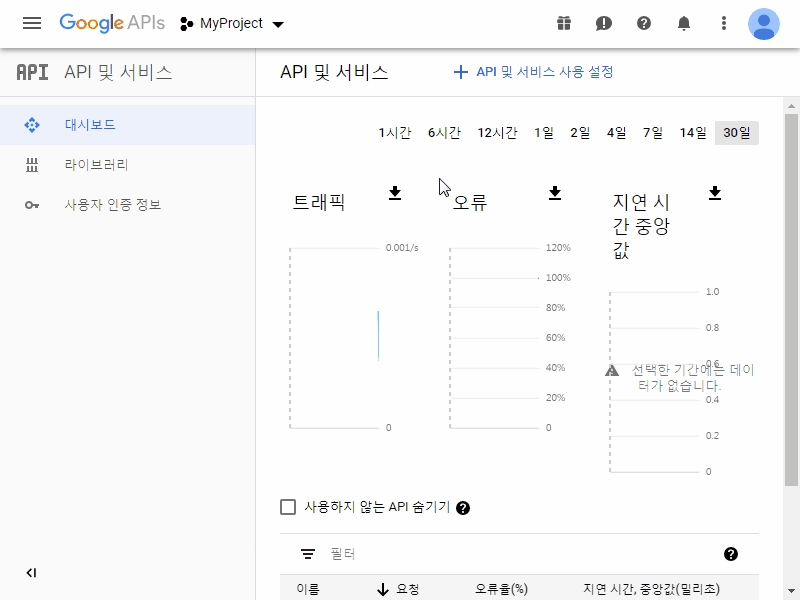 Google APIs MyProject
API API 및 서비스
API 및 서비스 + API 및 서비스 사용 설정
대시보드
라이브러리
사용자 인증 정보
1시간 6시간 12시간 1일 2일 4일 7일 14일 30일
트래픽
0.001/s
0
오류
120%
100%
80%
60%
40%
20%
0
지연 시
간 중앙
값
1.0
0.8
0.6
선택한 기간에는 데이
터가 없습니다.
0.4
0.2
0
사용하지 않는 API 숨기기
필터
이름 요청 오류율(%) 지연 시간, 중앙값(밀리초)